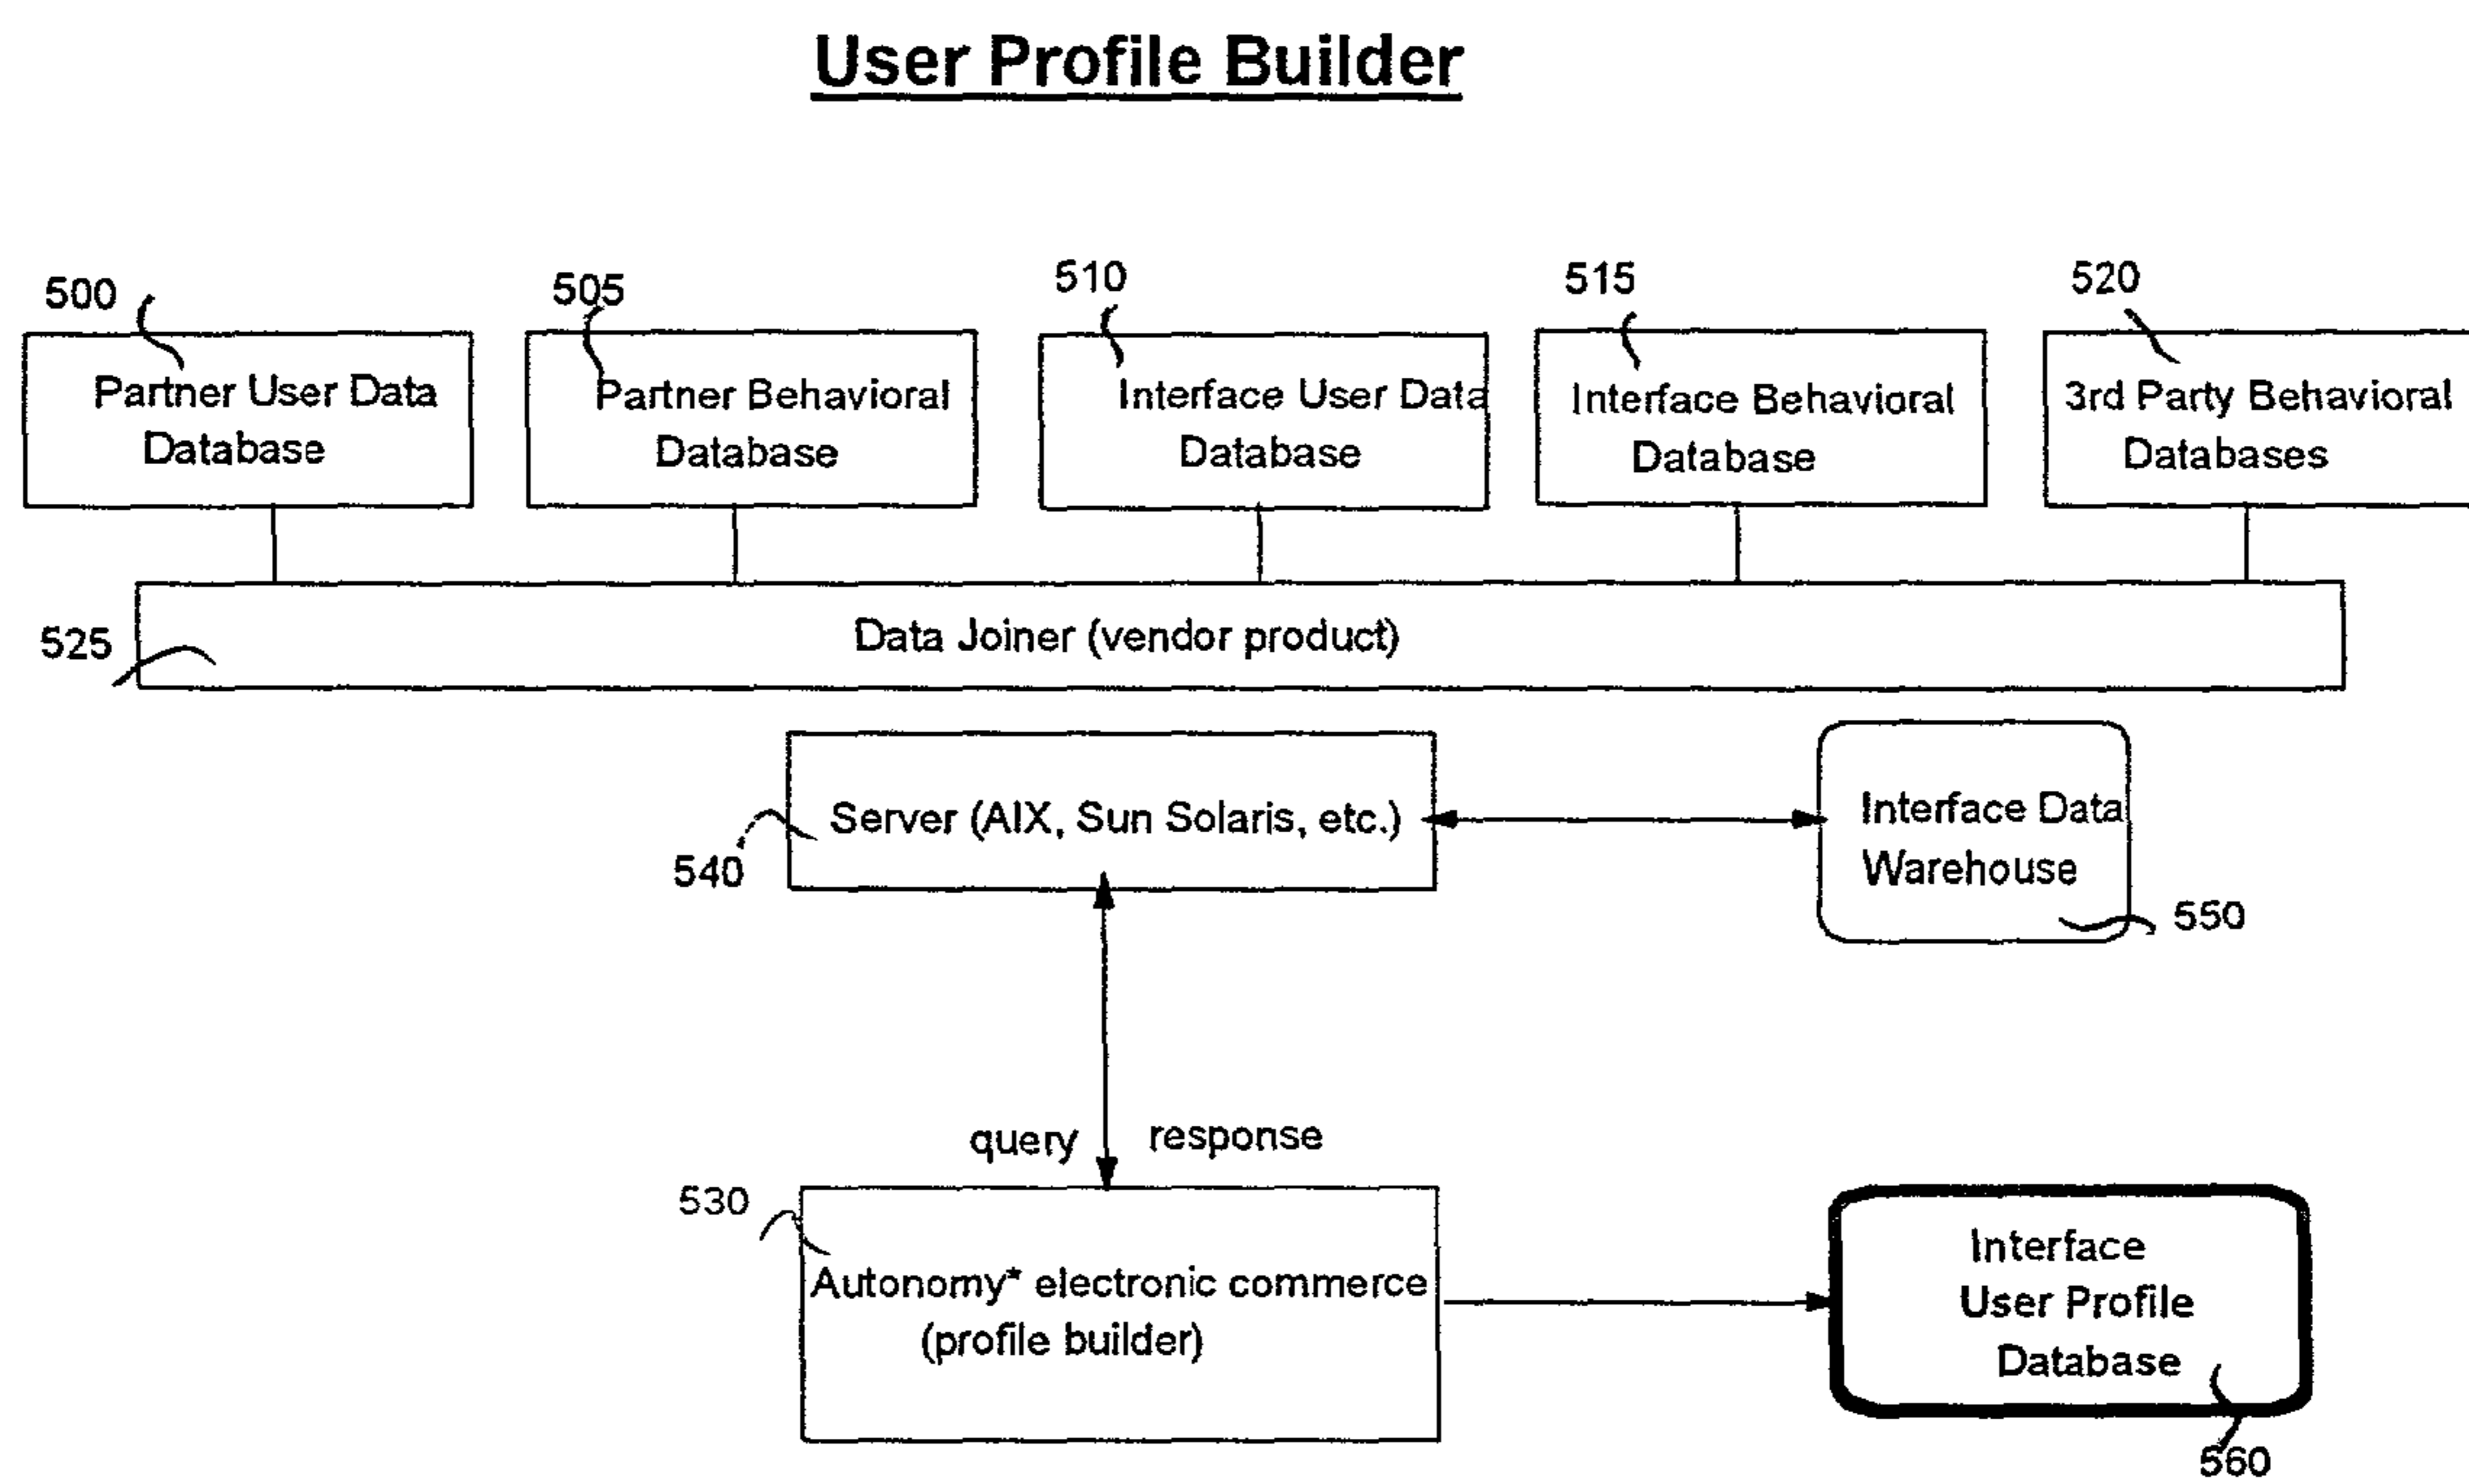 User Profile Builder
500
505
510
515
520
Partner User Data
Database
Partner Behavioral
Database
Interface User Data
Database
Interface Behavioral
Database
3rd Party Behavioral
Databases
525
Data Joiner (vendor product)
540
Server (AIX, Sun Solaris, etc.)
Interface Data
Warehouse
550
query
response
530
Autonomy* electronic commerce
(profile builder)
Interface
User Profile
Database
560